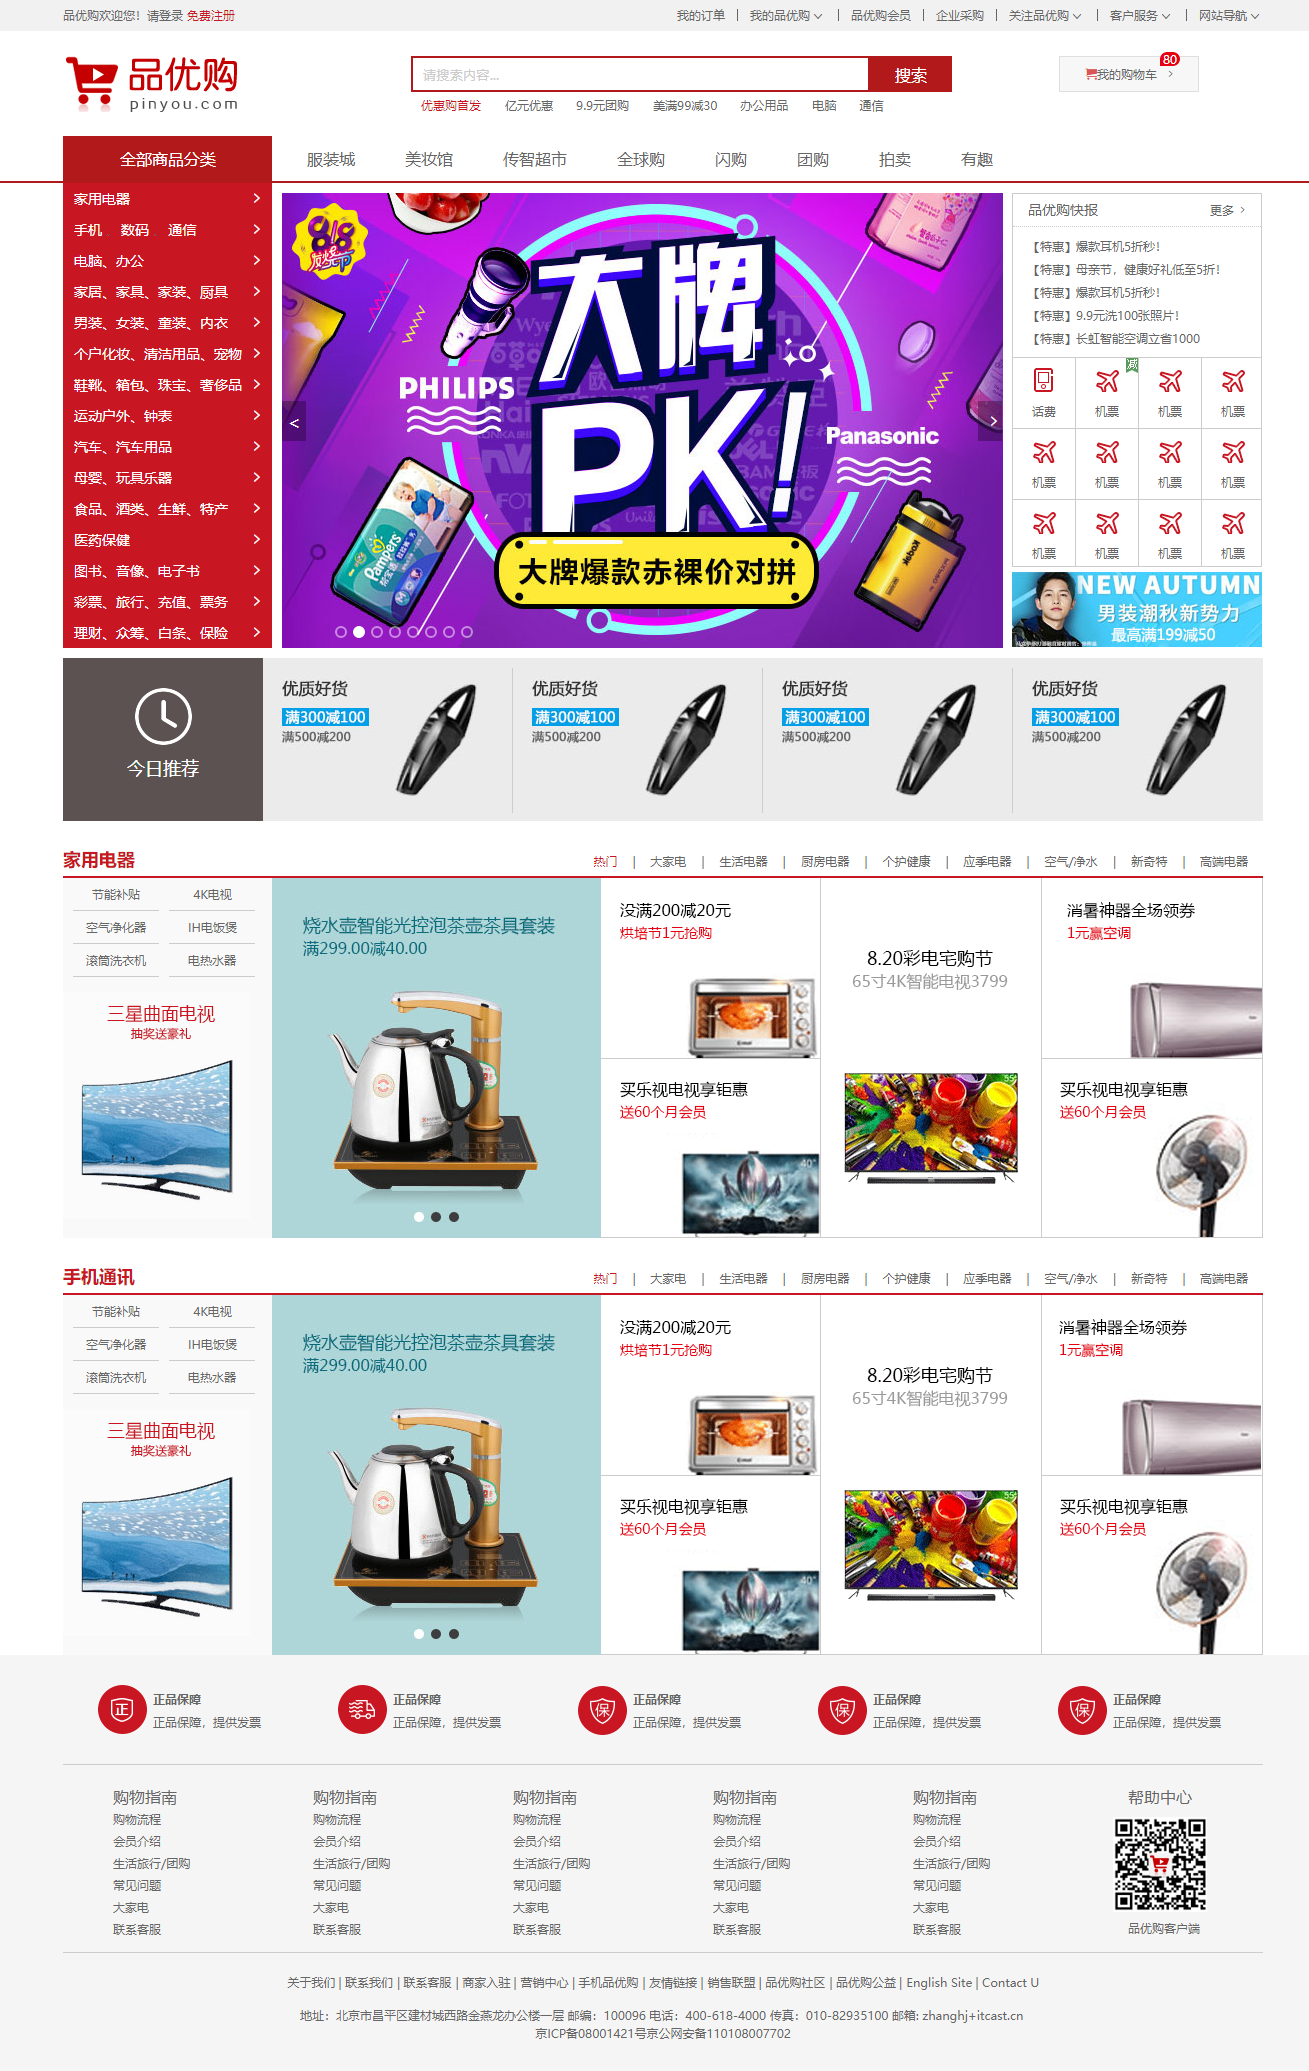 品优购欢迎您！请登录 免费注册
我的订单 | 我的品优购 | 品优购会员 | 企业采购 | 关注品优购 | 客户服务 | 网站导航
品优购
pinyou.com
请搜索内容...
搜索
80
我的购物车
优惠购首发 亿元优惠 9.9元团购 美满99减30 办公用品 电脑 通信
全部商品分类 服装城 美妆馆 传智超市 全球购 闪购 团购 拍卖 有趣
家用电器
手机 数码 通信
电脑、办公
家居、家具、家装、厨具
男装、女装、童装、内衣
个户化妆、清洁用品、宠物
鞋靴、箱包、珠宝、奢侈品
运动户外、钟表
汽车、汽车用品
母婴、玩具乐器
食品、酒类、生鲜、特产
医药保健
图书、音像、电子书
彩票、旅行、充值、票务
理财、众筹、白条、保险
大牌
PK!
PHILIPS
Panasonic
Pampers
Kodak
大牌爆款赤裸价对拼
<
>
品优购快报
更多
【特惠】爆款耳机5折秒！
【特惠】母亲节，健康好礼低至5折！
【特惠】爆款耳机5折秒！
【特惠】9.9元洗100张照片！
【特惠】长虹智能空调立省1000
减
话费 机票 机票 机票
机票 机票 机票 机票
机票 机票 机票 机票
NEW AUTUMN
男装潮秋新势力
最高满199减50
今日推荐
优质好货 优质好货 优质好货 优质好货
满300减100 满300减100 满300减100 满300减100
满500减200 满500减200 满500减200 满500减200
家用电器
热门 | 大家电 | 生活电器 | 厨房电器 | 个护健康 | 应季电器 | 空气/净水 | 新奇特 | 高端电器
节能补贴 4K电视
空气净化器 IH电饭煲
滚筒洗衣机 电热水器
三星曲面电视
抽奖送豪礼
烧水壶智能光控泡茶壶茶具套装
满299.00减40.00
没满200减20元
烘培节1元抢购
买乐视电视享钜惠
送60个月会员
40"
8.20彩电宅购节
65寸4K智能电视3799
55"
消暑神器全场领券
1元赢空调
买乐视电视享钜惠
送60个月会员
手机通讯
热门 | 大家电 | 生活电器 | 厨房电器 | 个护健康 | 应季电器 | 空气/净水 | 新奇特 | 高端电器
节能补贴 4K电视
空气净化器 IH电饭煲
滚筒洗衣机 电热水器
三星曲面电视
抽奖送豪礼
烧水壶智能光控泡茶壶茶具套装
满299.00减40.00
没满200减20元
烘培节1元抢购
买乐视电视享钜惠
送60个月会员
40"
8.20彩电宅购节
65寸4K智能电视3799
55"
消暑神器全场领券
1元赢空调
买乐视电视享钜惠
送60个月会员
正 保 保 保
正品保障 正品保障 正品保障 正品保障 正品保障
正品保障，提供发票 正品保障，提供发票 正品保障，提供发票 正品保障，提供发票 正品保障，提供发票
购物指南 购物指南 购物指南 购物指南 购物指南 帮助中心
购物流程 购物流程 购物流程 购物流程 购物流程
会员介绍 会员介绍 会员介绍 会员介绍 会员介绍
生活旅行/团购 生活旅行/团购 生活旅行/团购 生活旅行/团购 生活旅行/团购
常见问题 常见问题 常见问题 常见问题 常见问题
大家电 大家电 大家电 大家电 大家电
联系客服 联系客服 联系客服 联系客服 联系客服
品优购客户端
关于我们 | 联系我们 | 联系客服 | 商家入驻 | 营销中心 | 手机品优购 | 友情链接 | 销售联盟 | 品优购社区 | 品优购公益 | English Site | Contact U
地址：北京市昌平区建材城西路金燕龙办公楼一层 邮编：100096 电话：400-618-4000 传真：010-82935100 邮箱: zhanghj+itcast.cn
京ICP备08001421号京公网安备110108007702